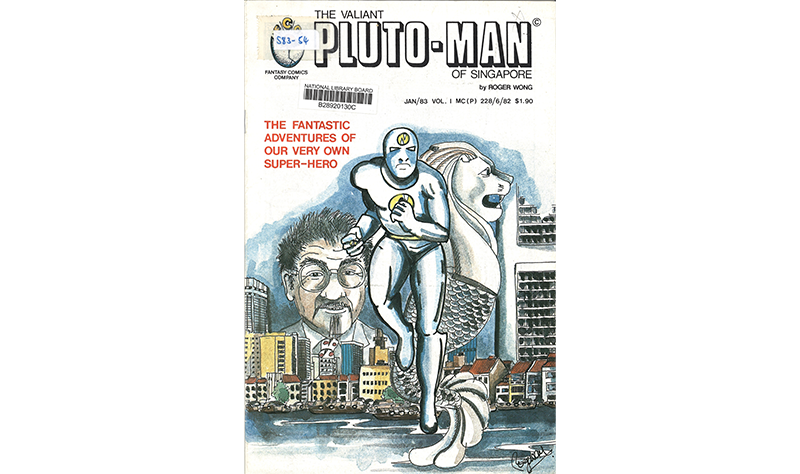 THE VALIANT
PLUTO-MAN©
OF SINGAPORE
by ROGER WONG
S83-54
FANTASY COMICS
COMPANY
NATIONAL LIBRARY BOARD
B28920130C
JAN/83 VOL. I MC(P) 228/6/82 $1.90
THE FANTASTIC
ADVENTURES OF
OUR VERY OWN
SUPER-HERO